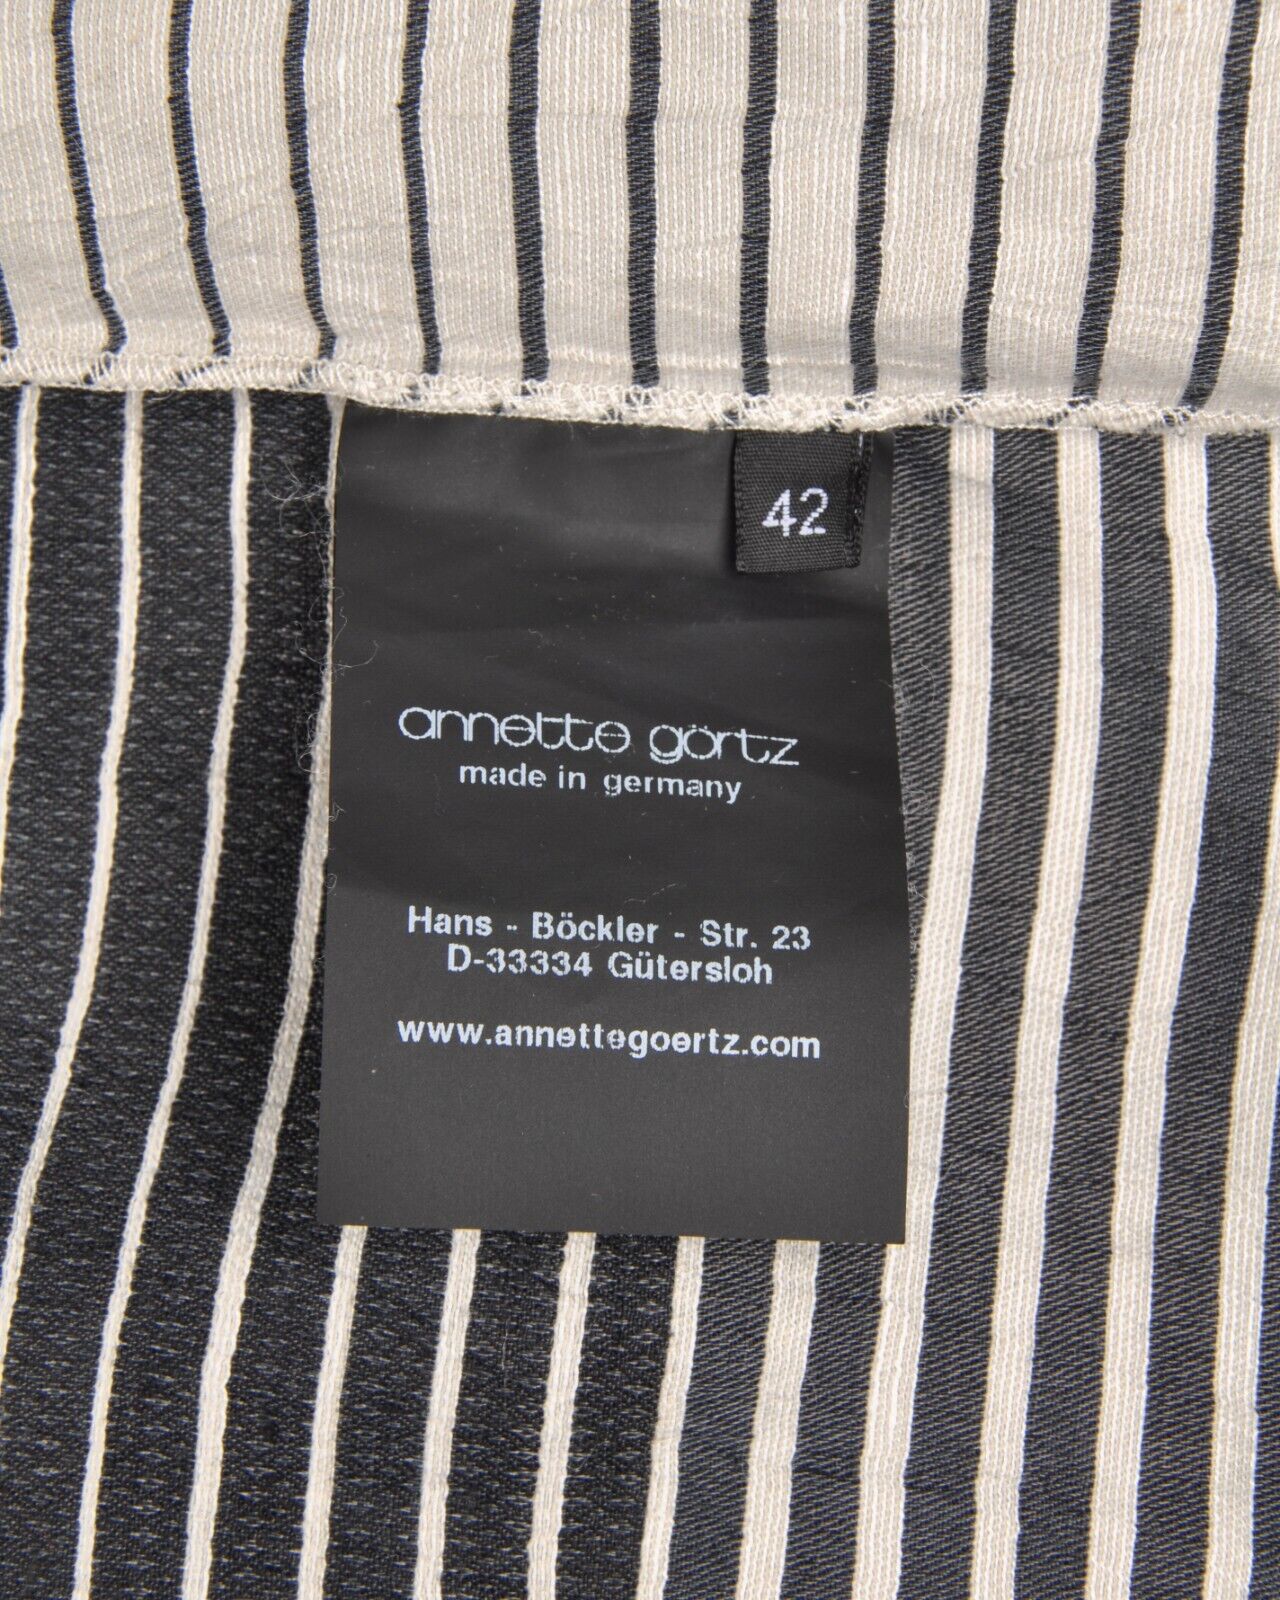 42
annette görtz
made in germany
Hans - Böckler - Str. 23
D-33334 Gütersloh
www.annettegoertz.com